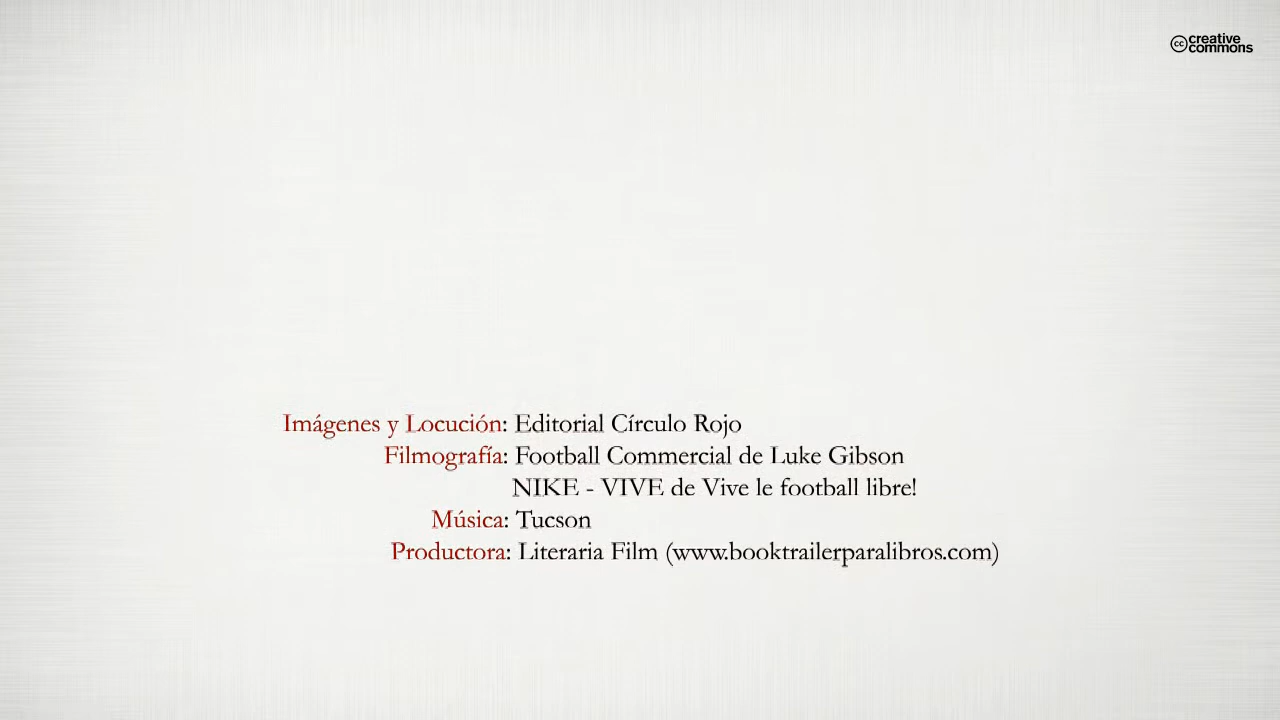 creative
commons
Imágenes y Locución: Editorial Círculo Rojo
Filmografía: Football Commercial de Luke Gibson
NIKE - VIVE de Vive le football libre!
Música: Tucson
Productora: Literaria Film (www.booktrailerparalibros.com)